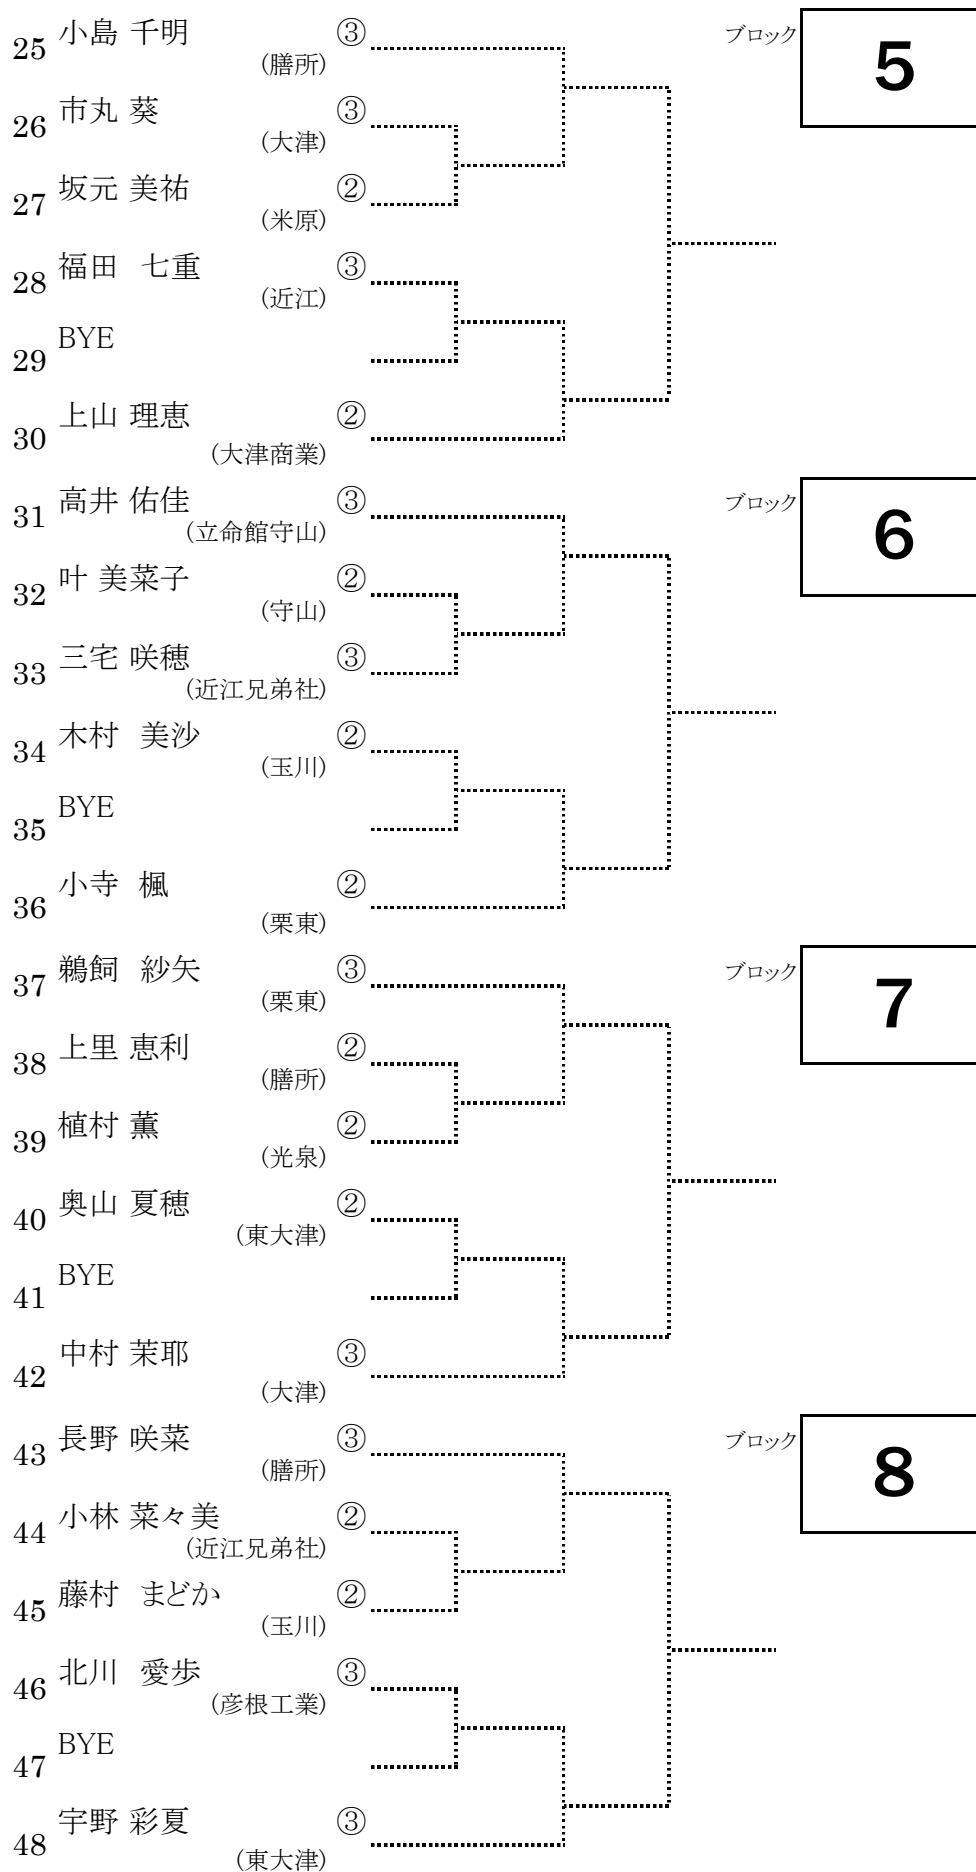 25 小島 千明 ③
(膳所)
ブロック 5
26 市丸 葵 ③
(大津)
27 坂元 美祐 ②
(米原)
28 福田 七重 ③
(近江)
29 BYE
30 上山 理恵 ②
(大津商業)
31 高井 佑佳 ③
(立命館守山)
ブロック 6
32 叶 美菜子 ②
(守山)
33 三宅 咲穂 ③
(近江兄弟社)
34 木村 美沙 ②
(玉川)
35 BYE
36 小寺 楓 ②
(栗東)
37 鵜飼 紗矢 ③
(栗東)
ブロック 7
38 上里 恵利 ②
(膳所)
39 植村 薫 ②
(光泉)
40 奥山 夏穂 ②
(東大津)
41 BYE
42 中村 茉耶 ③
(大津)
43 長野 咲菜 ③
(膳所)
ブロック 8
44 小林 菜々美 ②
(近江兄弟社)
45 藤村 まどか ②
(玉川)
46 北川 愛歩 ③
(彦根工業)
47 BYE
48 宇野 彩夏 ③
(東大津)